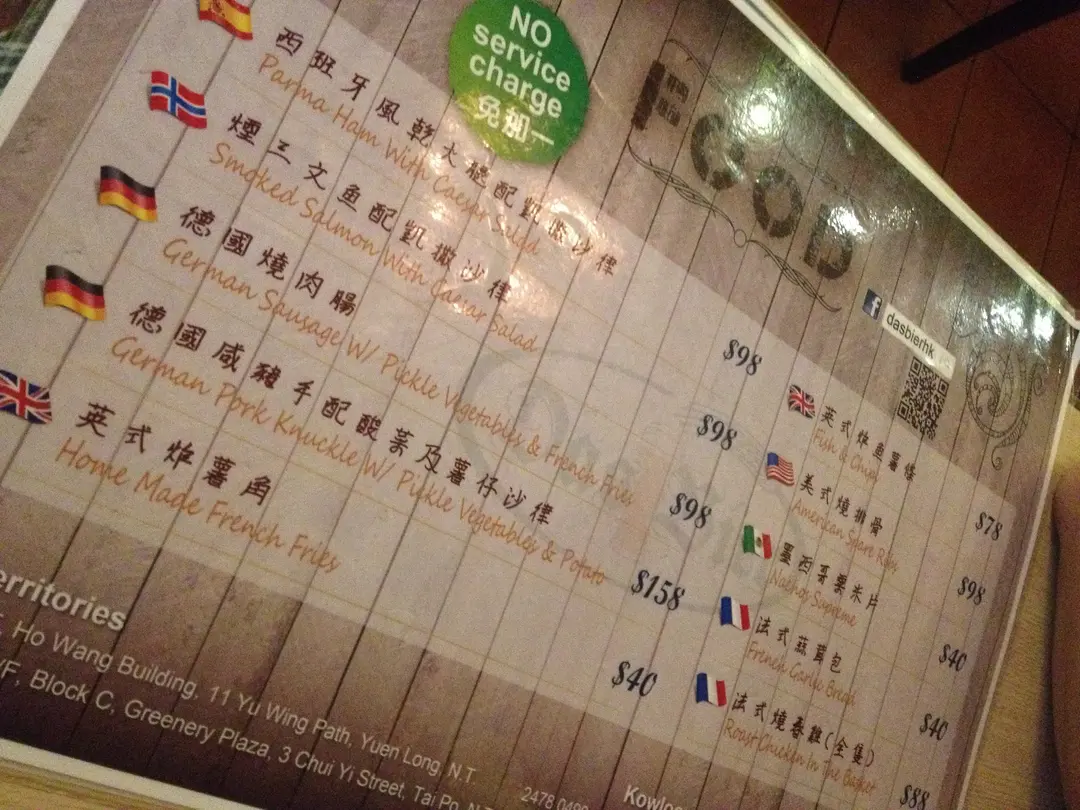 NO
service
charge
免加一
FOOD
dasbierhk
西班牙風乾火腿配凱撒沙律
Parma Ham With Caesar Salad
$98
煙三文魚配凱撒沙律
Smoked Salmon With Caesar Salad
$98
德國燒肉腸
German Sausage W/ Pickle Vegetables & French Fries
$98
德國咸豬手配酸菜及薯仔沙律
German Pork Knuckle W/ Pickle Vegetables & Potato
$158
英式炸薯角
Home Made French Fries
$40
英式炸魚薯條
Fish & Chips
$78
美式燒排骨
American Spare Ribs
$98
墨西哥粟米片
Nachos Supreme
$40
法式蒜茸包
French Garlic Bread
$40
法式燒春雞(全隻)
Roast Chicken In The Basket
$88
erritories
Ho Wang Building, 11 Yu Wing Path, Yuen Long, N.T.
/F, Block C, Greenery Plaza, 3 Chui Yi Street, Tai Po, N.T
2478
Kowloo